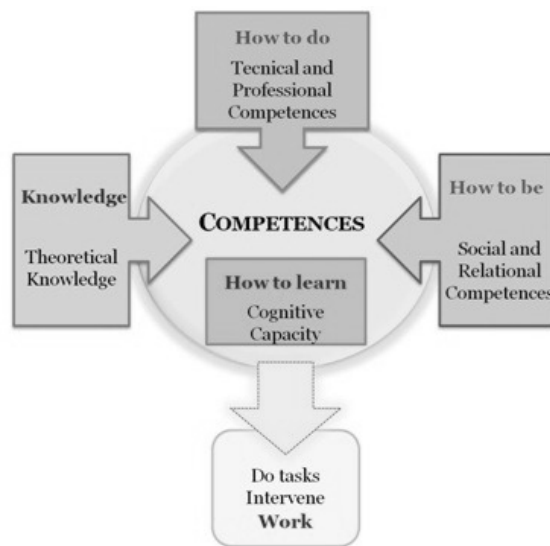 How to do
Tecnical and
Professional
Competences
Knowledge
Theoretical
Knowledge
COMPETENCES
How to be
Social and
Relational
Competences
How to learn
Cognitive
Capacity
Do tasks
Intervene
Work